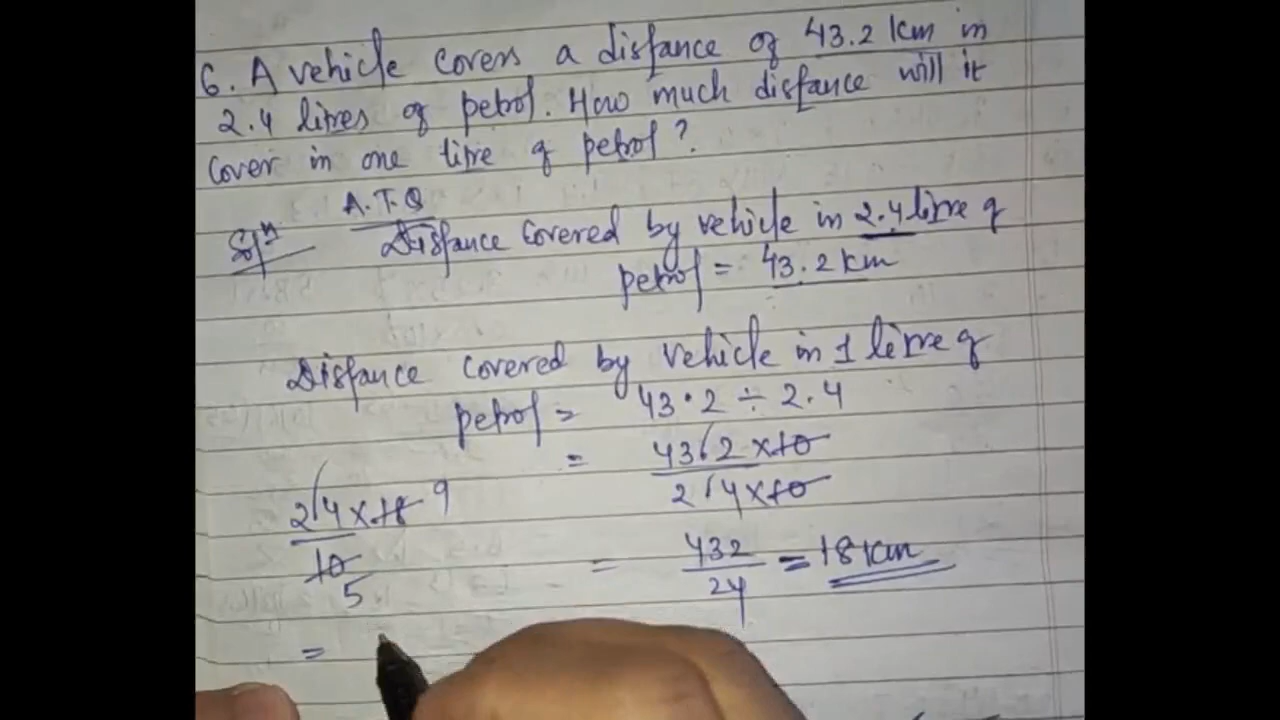 6. A vehicle covers a distance of 43.2 km in
2.4 litres of petrol. How much distance will it
cover in one litre of petrol?
A.T.Q
Solⁿ Distance covered by vehicle in 2.4 litre of
petrol = 43.2 km
Distance covered by vehicle in 1 litre of
petrol = 43.2 ÷ 2.4
= 43.2 x 10
2.4 x 10
= 432
24
= 18 km
2.4 x 18 9
10
5
=